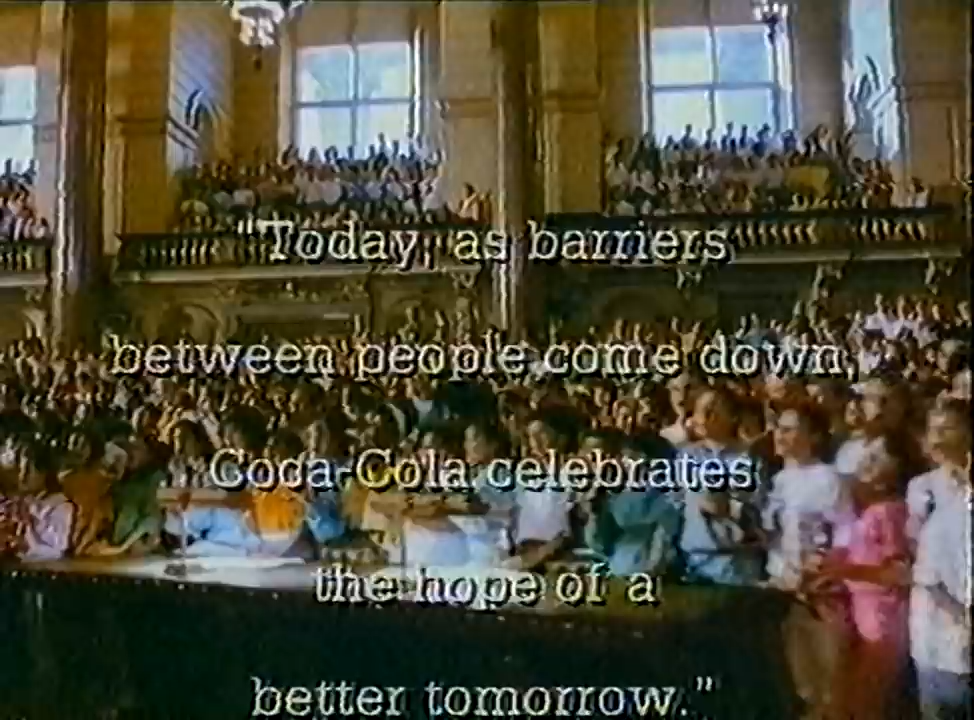 "Today, as barriers
between people come down,
Coca-Cola celebrates
the hope of a
better tomorrow."